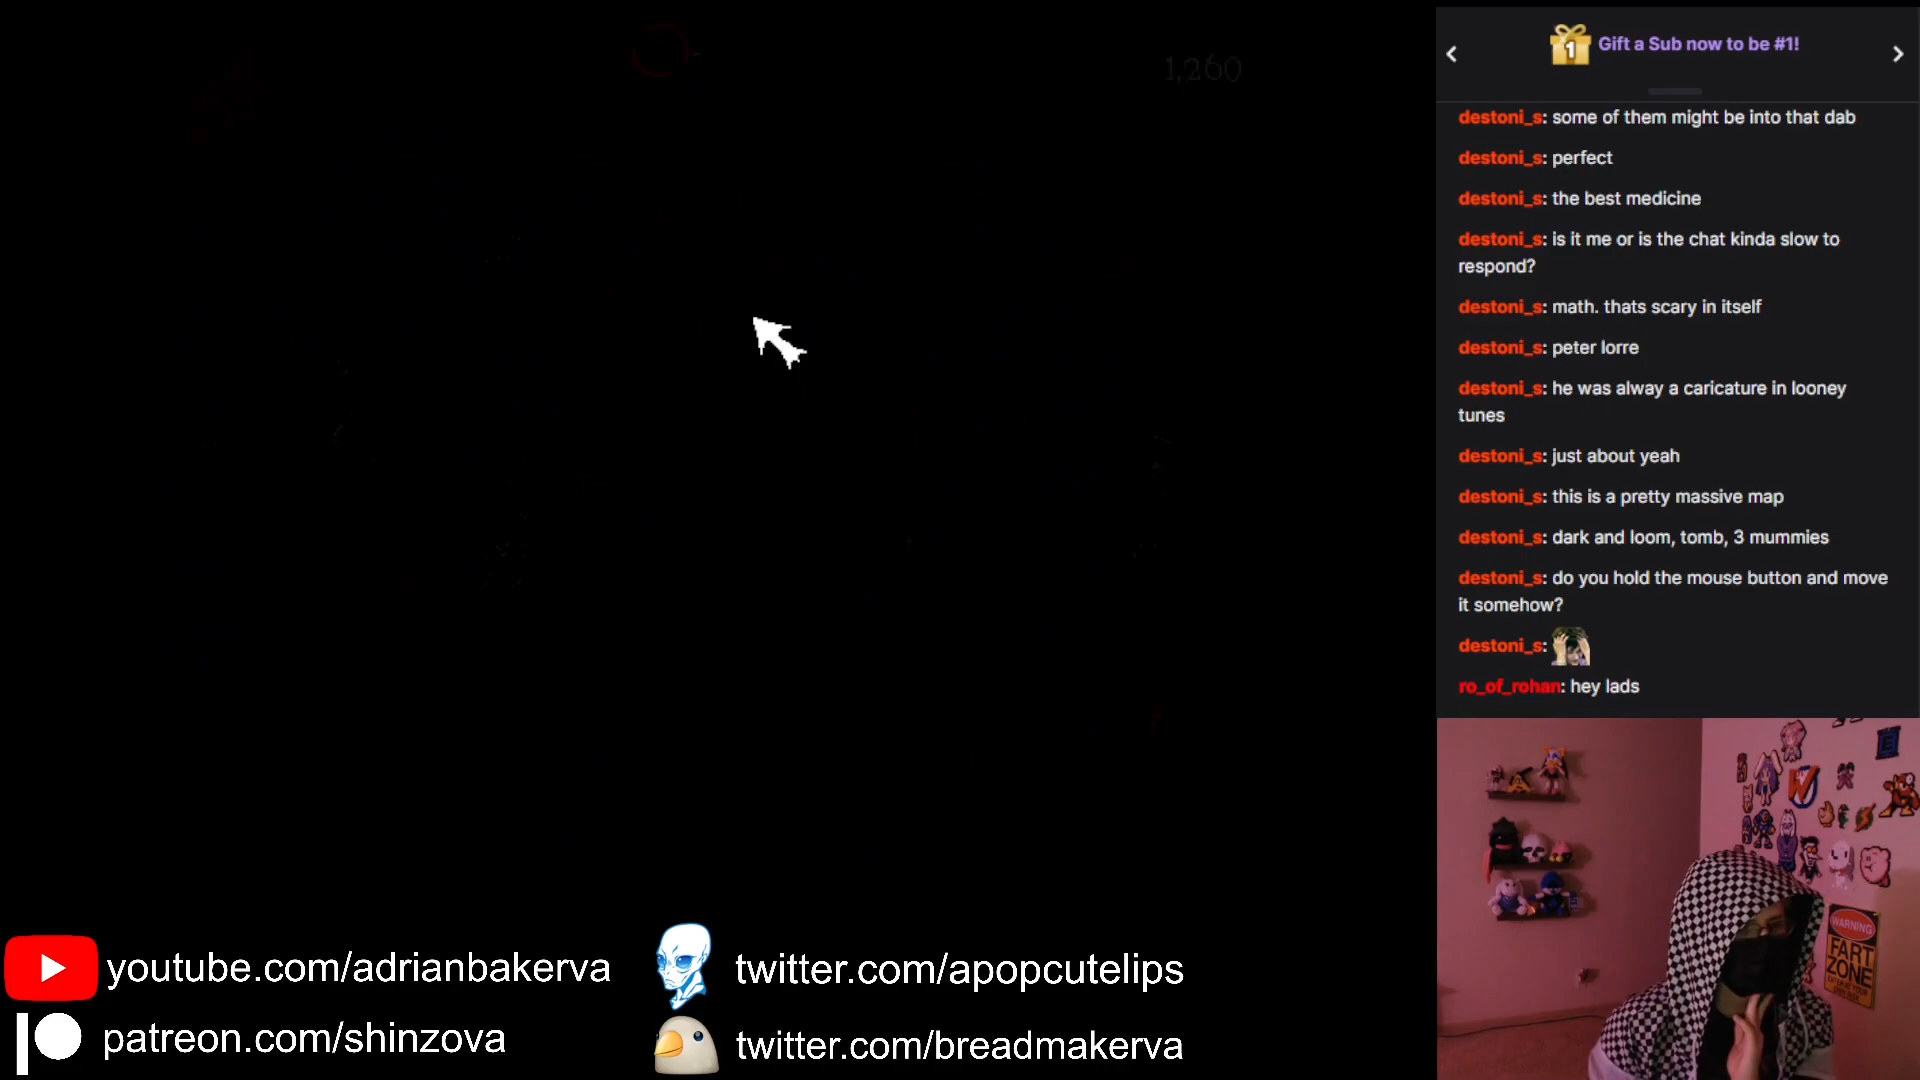 1,260
1
Gift a Sub now to be #1!
destoni_s: some of them might be into that dab
destoni_s: perfect
destoni_s: the best medicine
destoni_s: is it me or is the chat kinda slow to
respond?
destoni_s: math. thats scary in itself
destoni_s: peter lorre
destoni_s: he was alway a caricature in looney
tunes
destoni_s: just about yeah
destoni_s: this is a pretty massive map
destoni_s: dark and loom, tomb, 3 mummies
destoni_s: do you hold the mouse button and move
it somehow?
destoni_s:
ro_of_rohan: hey lads
WARNING
FART
ZONE
youtube.com/adrianbakerva
twitter.com/apopcutelips
patreon.com/shinzova
twitter.com/breadmakerva